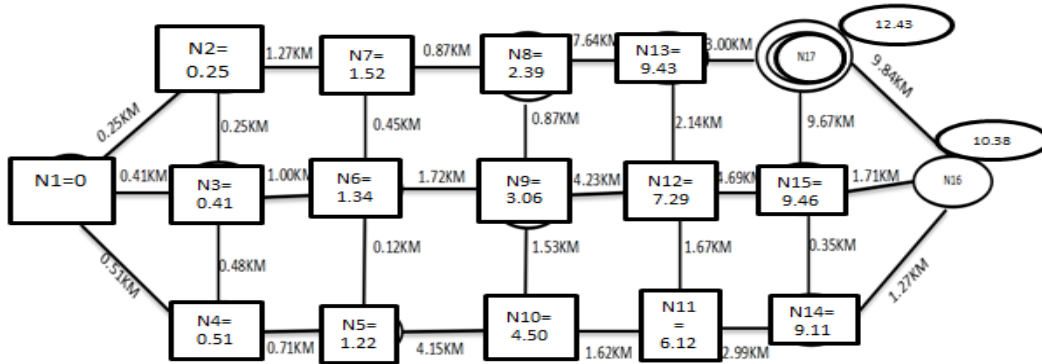 12.43
N2=
0.25
1.27KM
N7=
1.52
0.87KM
N8=
2.39
7.64KM
N13=
9.43
3.00KM
N17
9.84KM
0.25KM
0.25KM
0.45KM
0.87KM
2.14KM
9.67KM
10.38
N1=0
0.41KM
N3=
0.41
1.00KM
N6=
1.34
1.72KM
N9=
3.06
4.23KM
N12=
7.29
4.69KM
N15=
9.46
1.71KM
N16
0.51KM
0.48KM
0.12KM
1.53KM
1.67KM
0.35KM
1.27KM
N4=
0.51
0.71KM
N5=
1.22
4.15KM
N10=
4.50
1.62KM
N11
=
6.12
2.99KM
N14=
9.11